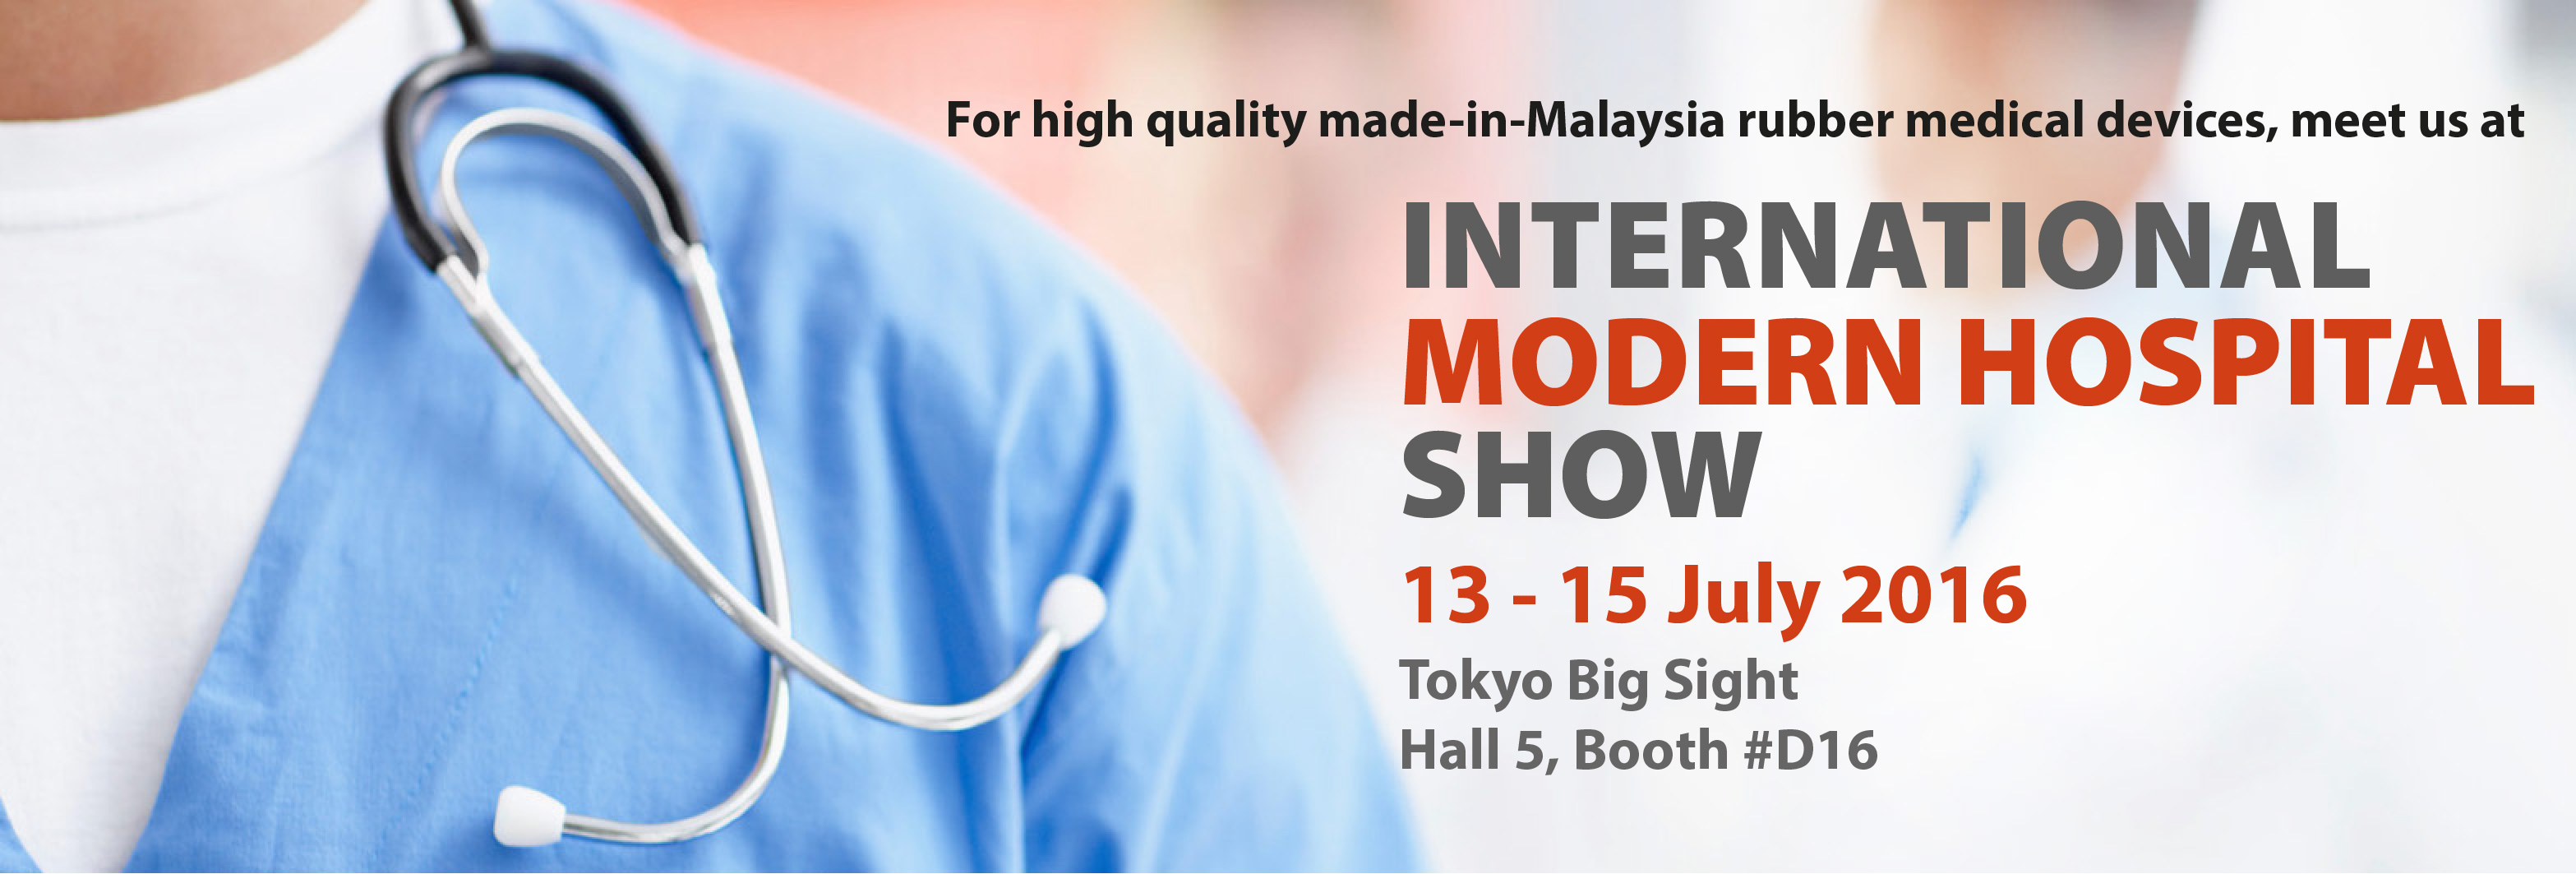 For high quality made-in-Malaysia rubber medical devices, meet us at
INTERNATIONAL
MODERN HOSPITAL
SHOW
13 - 15 July 2016
Tokyo Big Sight
Hall 5, Booth #D16